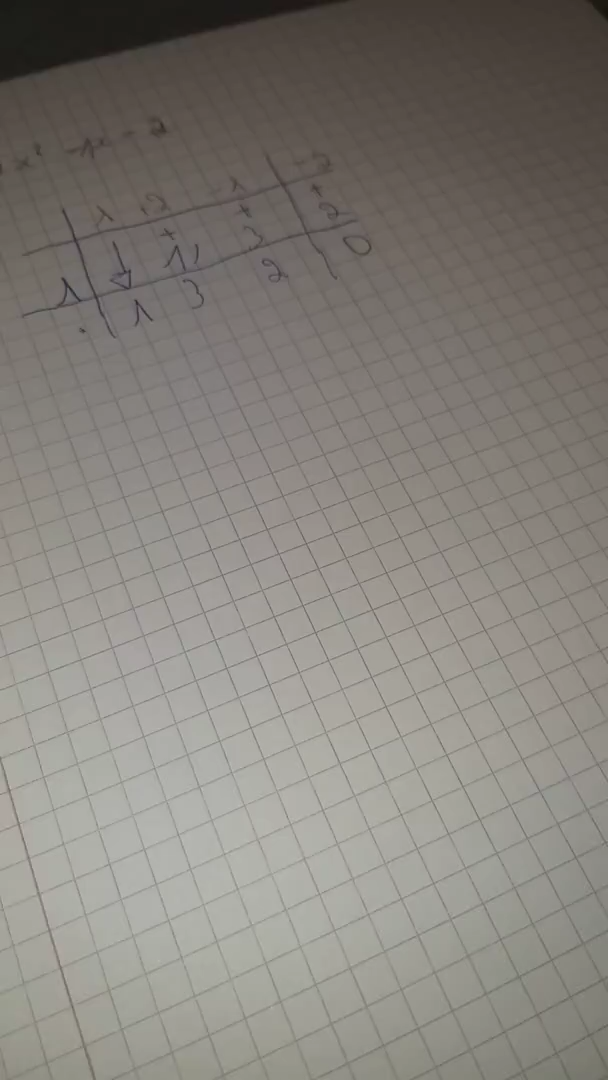 x² -1x - 2
1 +2 -1 -2
+ + +
1 1 3 2
1 3 2 0